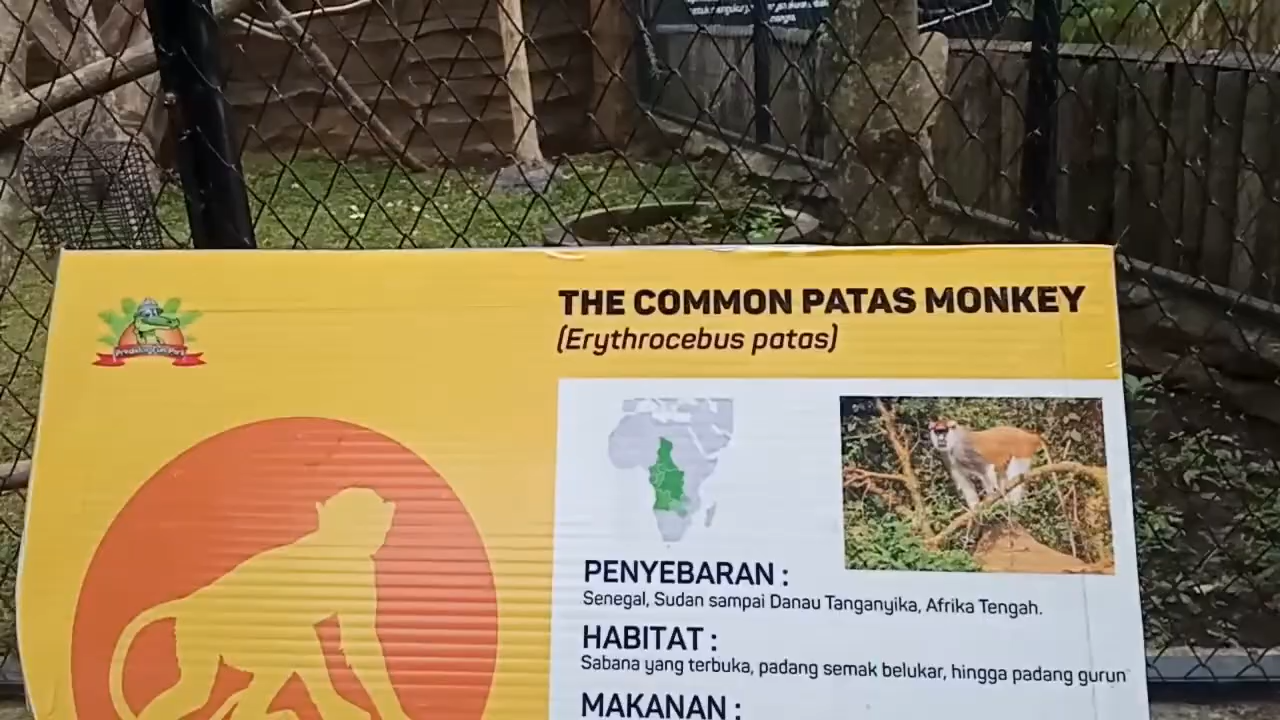 THE COMMON PATAS MONKEY
(Erythrocebus patas)
PENYEBARAN :
Senegal, Sudan sampai Danau Tanganyika, Afrika Tengah.
HABITAT :
Sabana yang terbuka, padang semak belukar, hingga padang gurun
MAKANAN :